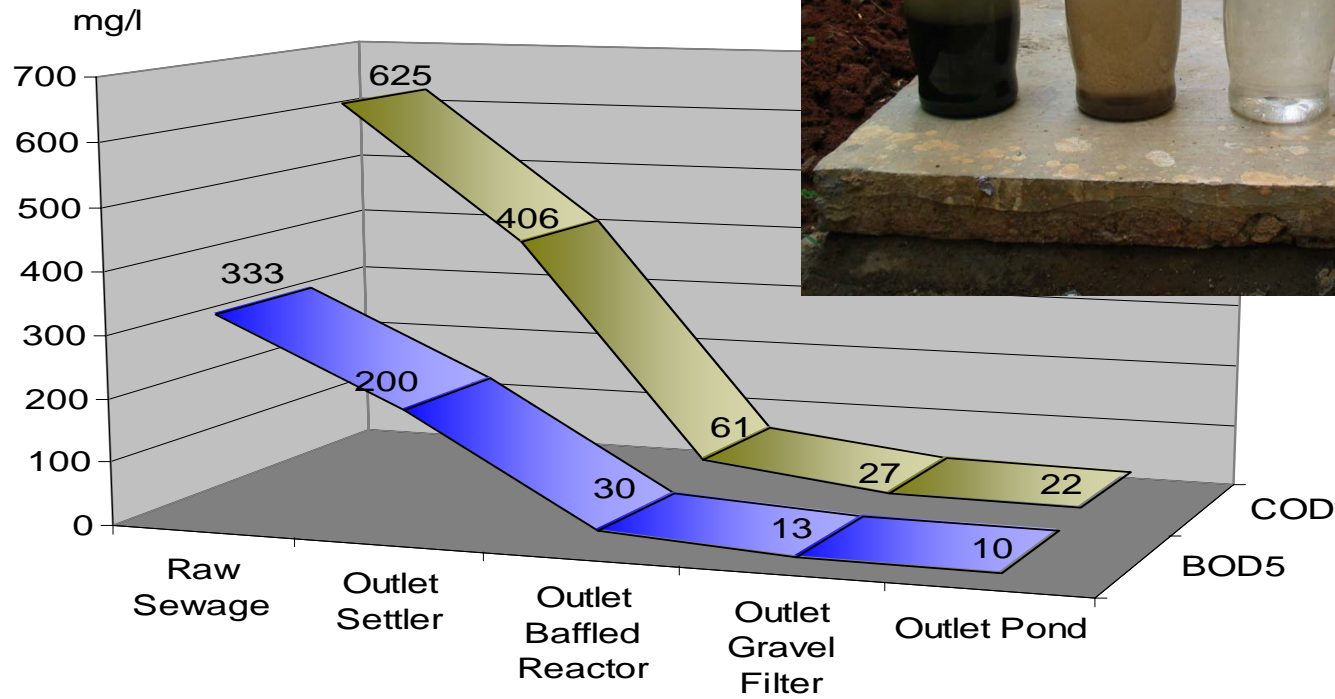 mg/l
700
600
500
400
300
200
100
0
625
406
61
27
22
333
200
30
13
10
Raw
Sewage
Outlet
Settler
Outlet
Baffled
Reactor
Outlet
Gravel
Filter
Outlet Pond
COD
BOD5